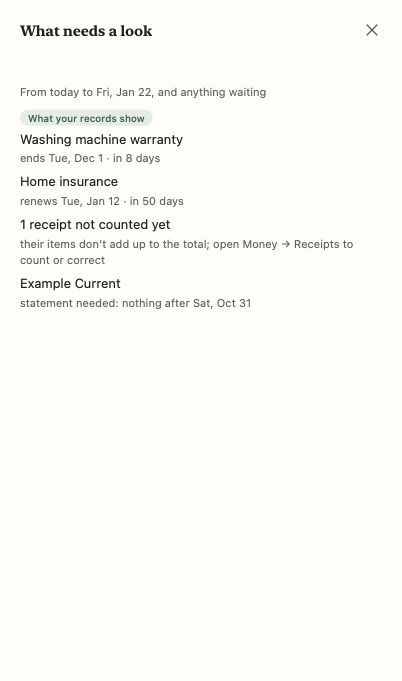 What needs a look
From today to Fri, Jan 22, and anything waiting
What your records show
Washing machine warranty
ends Tue, Dec 1 · in 8 days
Home insurance
renews Tue, Jan 12 · in 50 days
1 receipt not counted yet
their items don't add up to the total; open Money → Receipts to
count or correct
Example Current
statement needed: nothing after Sat, Oct 31